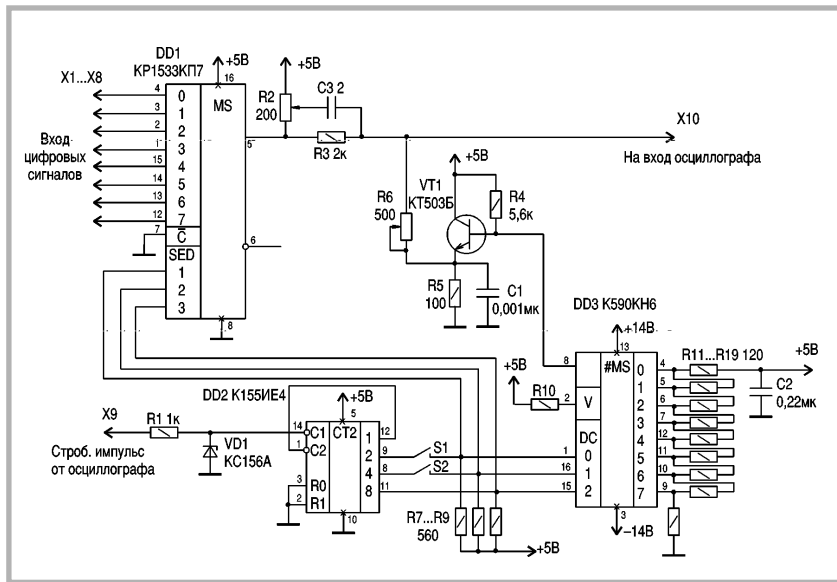 DD1
КР1533КП7
+5В
16
MS
X1...X8
4
3
2
1
15
14
13
12
7
0
1
2
3
4
5
6
7
C
SED
1
2
3
8
5
6
Вход
цифровых
сигналов
+5В
R2
200
C3 2
R3 2к
X10
На вход осциллографа
+5В
VT1
КТ503Б
R4
5,6к
R6
500
R5
100
C1
0,001мк
DD3 К590КН6
+14В
13
#MS
8
+5В
R10
2
V
DC
0
1
2
1
16
15
0
1
2
3
4
5
6
7
4
5
6
7
12
11
10
9
3
–14В
R11...R19 120
+5В
C2
0,22мк
DD2 К155ИЕ4
+5В
5
X9
R1 1к
Строб. импульс
от осциллографа
VD1
КС156А
14
1
3
2
C1
C2
R0
R1
CT2
1
2
4
8
12
9
8
11
10
S1
S2
R7...R9
560
+5В